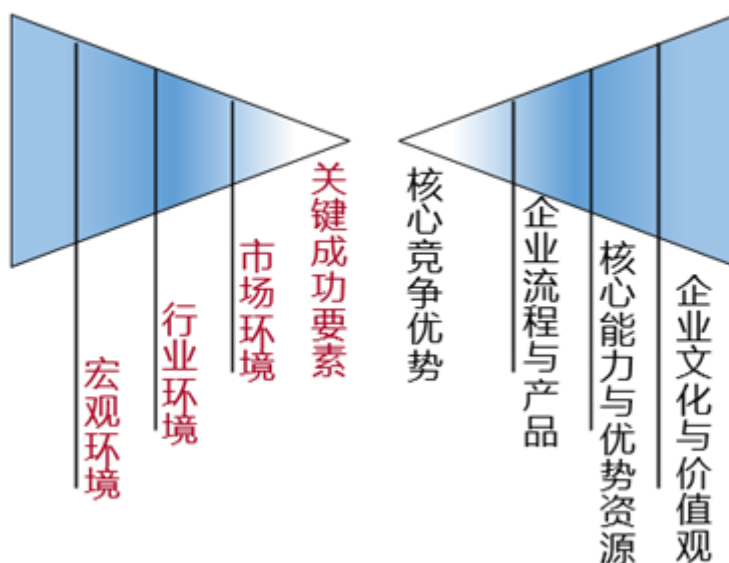 宏观环境
行业环境
市场环境
关键成功要素
核心竞争优势
企业流程与产品
核心能力与优势资源
企业文化与价值观